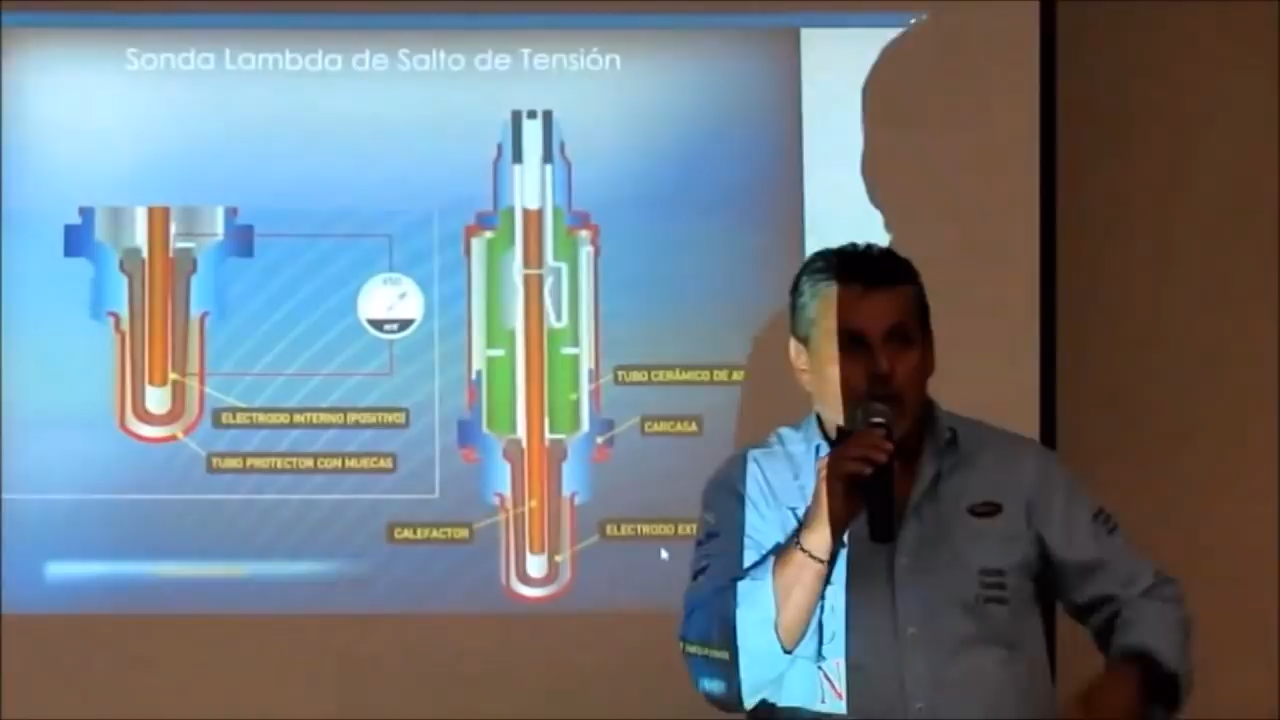 Sonda Lambda de Salto de Tensión
ELECTRODO INTERNO (POSITIVO)
TUBO PROTECTOR CON MUECAS
TUBO CERÁMICO DE
CARCASA
CALEFACTOR
ELECTRODO EXT